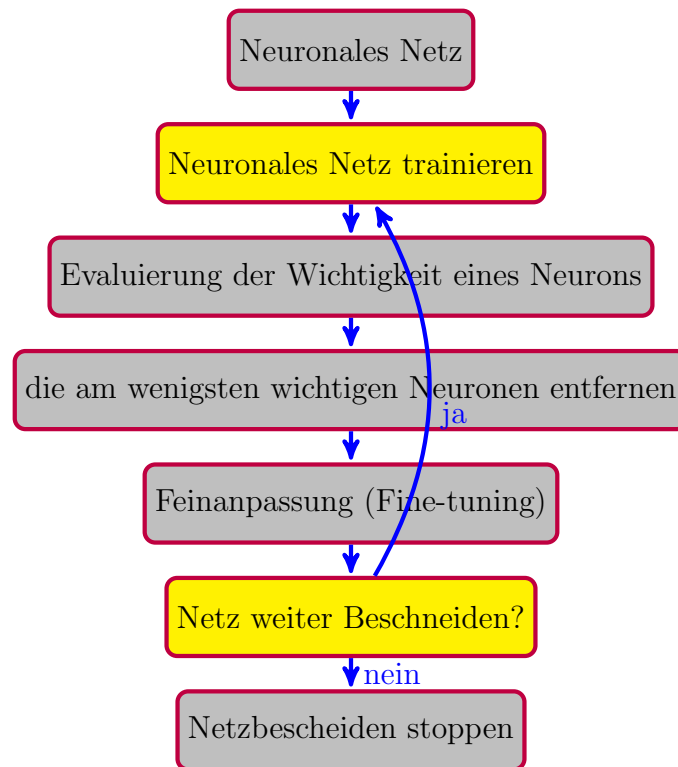 Neuronales Netz
Neuronales Netz trainieren
Evaluierung der Wichtigkeit eines Neurons
die am wenigsten wichtigen Neuronen entfernen
ja
Feinanpassung (Fine-tuning)
Netz weiter Beschneiden?
nein
Netzbescheiden stoppen